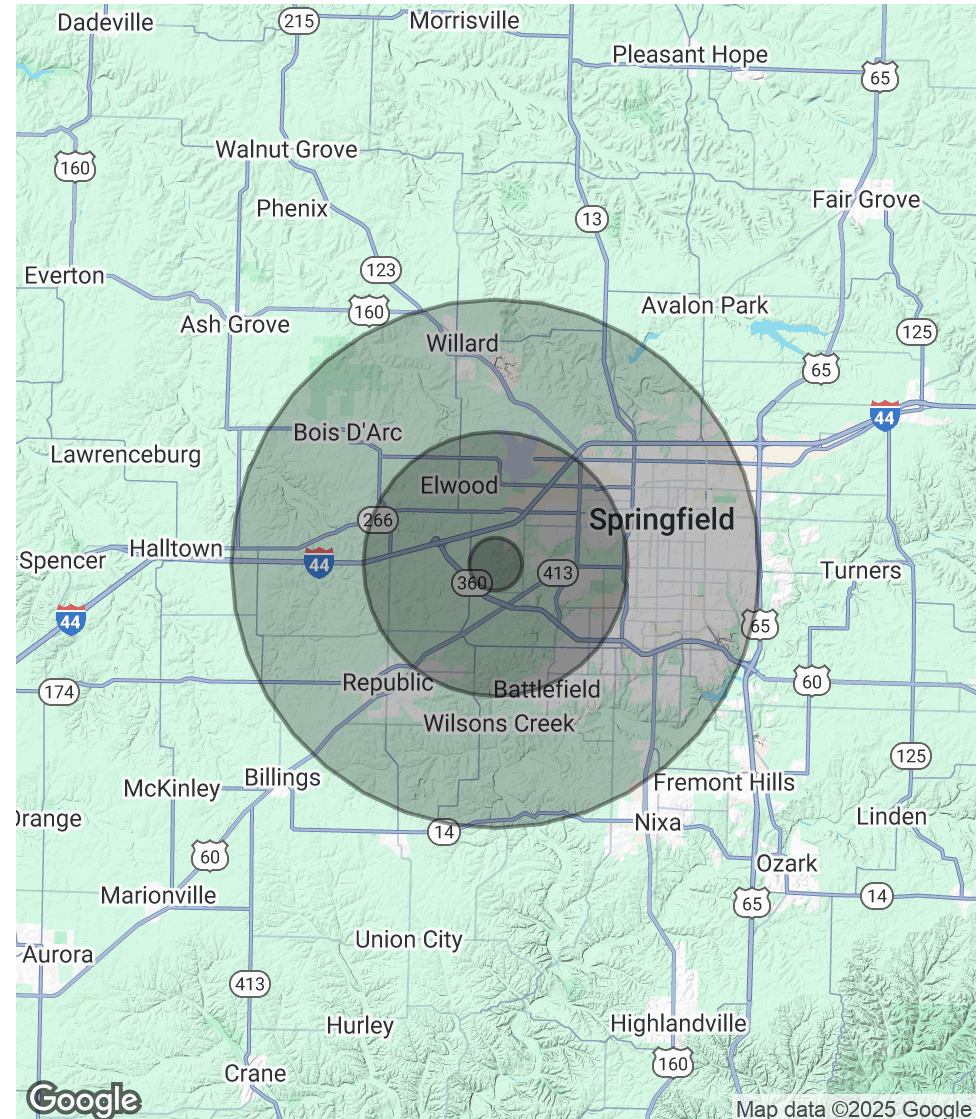 Dadeville
215
Morrisville
Pleasant Hope
65
160
Walnut Grove
Fair Grove
Phenix
13
123
Everton
160
Avalon Park
Ash Grove
125
Willard
65
44
Bois D'Arc
Lawrenceburg
Elwood
266
Springfield
Halltown
Spencer
44
360
413
Turners
44
65
Republic
Battlefield
60
174
Wilsons Creek
125
Billings
McKinley
Fremont Hills
Orange
Nixa
Linden
14
60
Ozark
Marionville
14
65
Union City
Aurora
413
Hurley
Highlandville
160
Crane
Google
Map data ©2025 Google